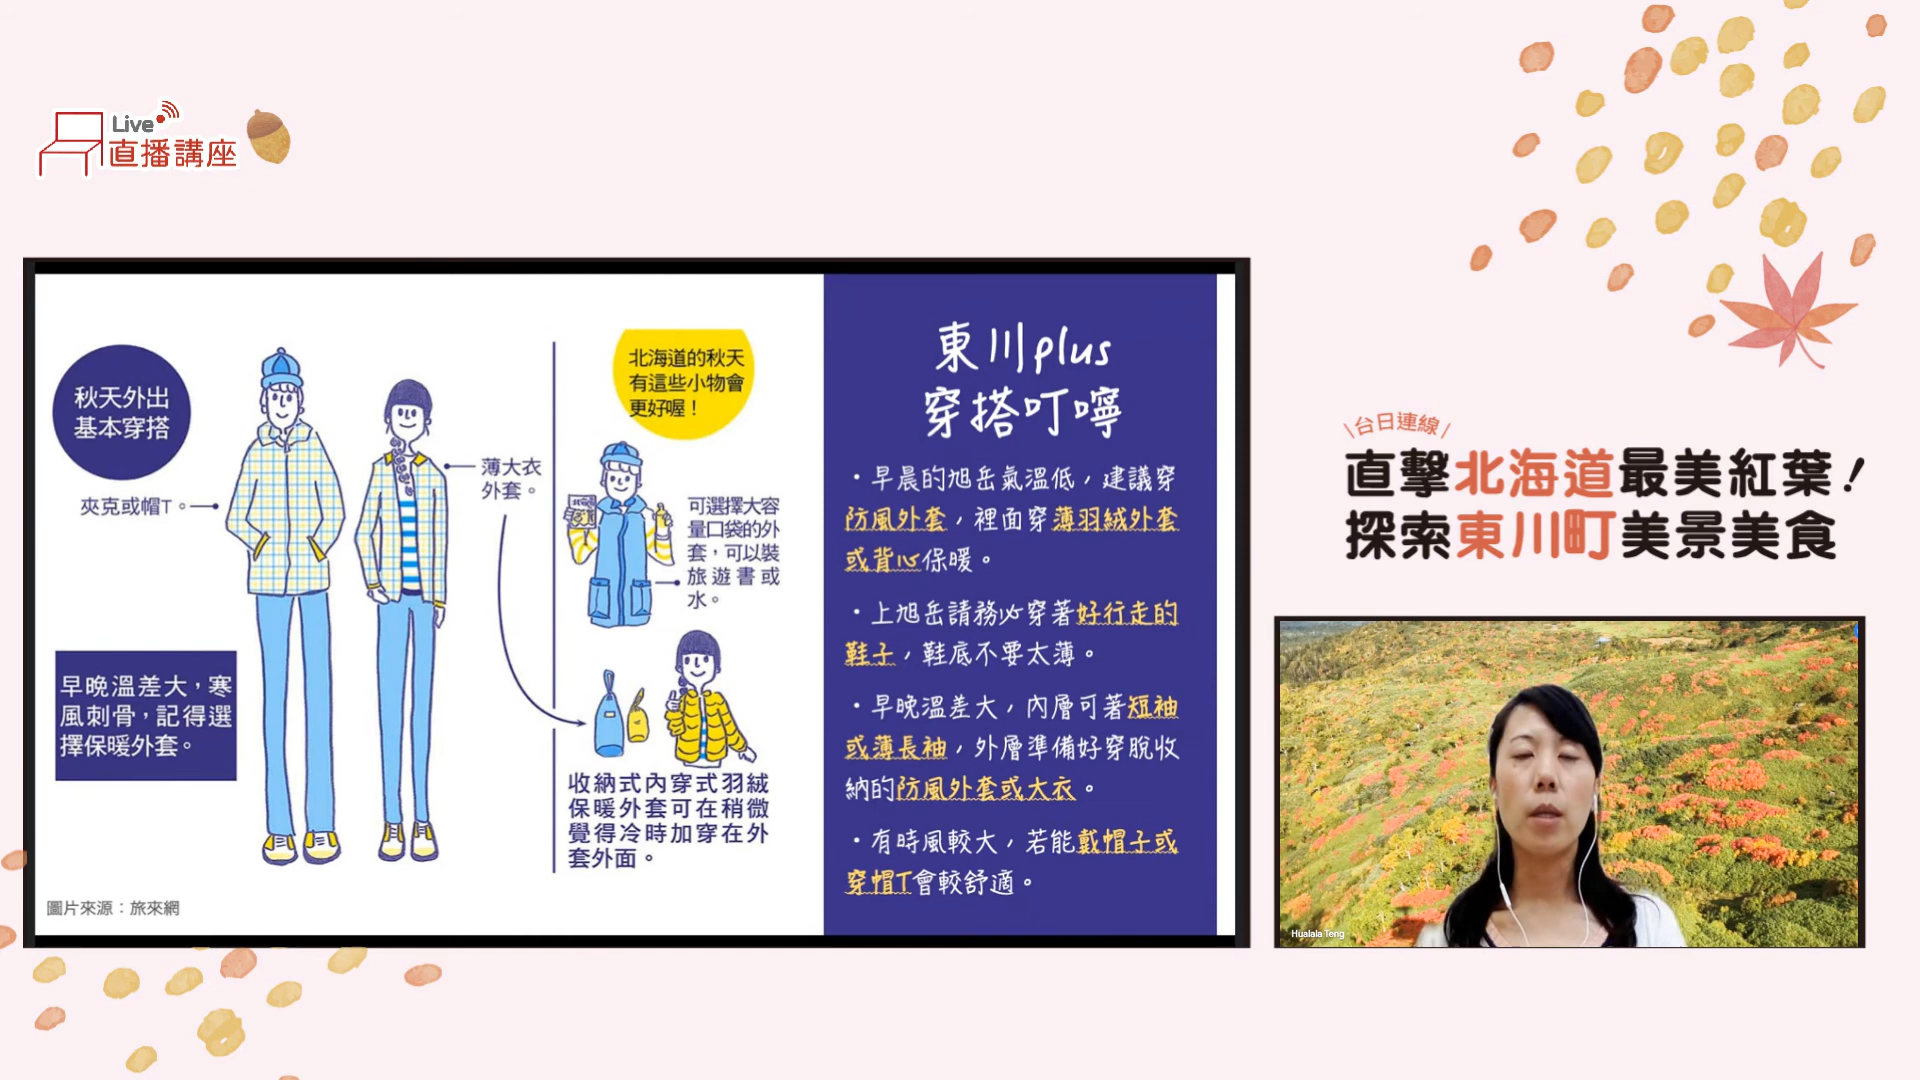 Live
直播講座
秋天外出
基本穿搭
夾克或帽T。
薄大衣
外套。
早晚溫差大,寒
風刺骨,記得選
擇保暖外套。
圖片來源:旅來網
北海道的秋天
有這些小物會
更好喔!
可選擇大容
量口袋的外
套,可以裝
旅遊書或
水。
收納式內穿式羽絨
保暖外套可在稍微
覺得冷時加穿在外
套外面。
東川plus
穿搭叮嚀
・早晨的旭岳氣溫低,建議穿
防風外套,裡面穿薄羽絨外套
或背心保暖。
・上旭岳請務必穿著好行走的
鞋子,鞋底不要太薄。
・早晚溫差大,內層可著短袖
或薄長袖,外層準備好穿脫收
納的防風外套或大衣。
・有時風較大,若能戴帽子或
穿帽T會較舒適。
\台日連線/
直擊北海道最美紅葉!
探索東川町美景美食
Hualala Teng